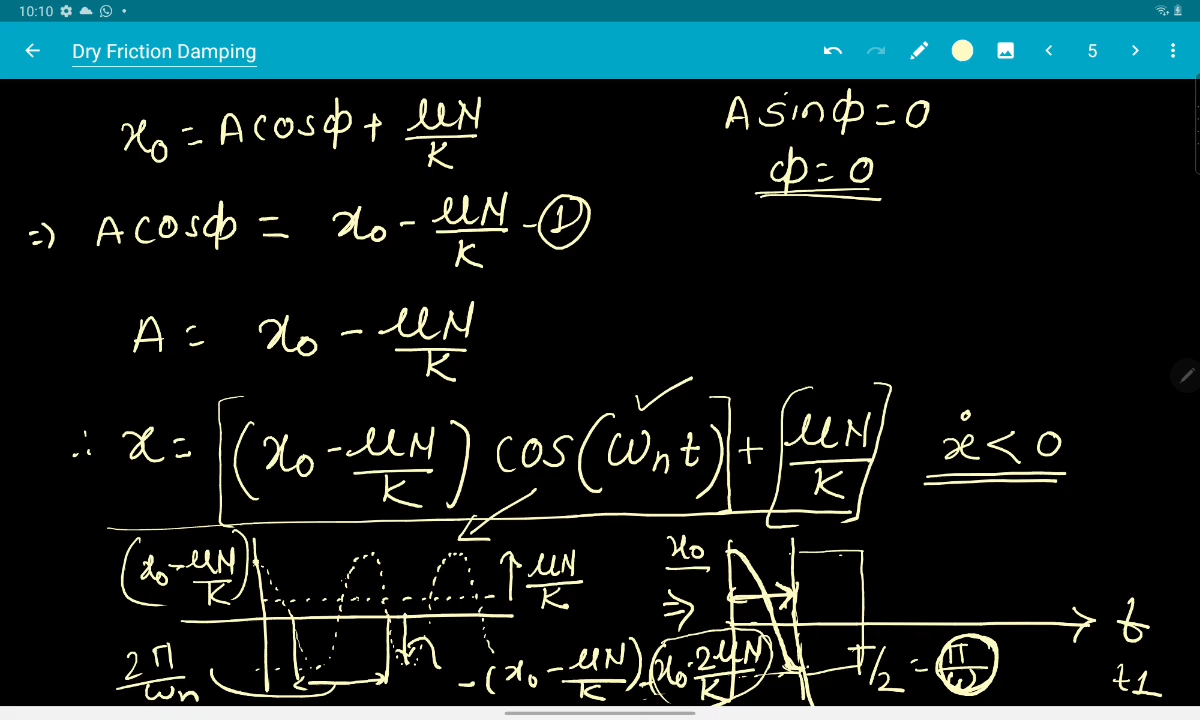 10:10
Dry Friction Damping 5
x₀ = A cosϕ + μN/K
A sinϕ = 0
ϕ = 0
⇒ A cosϕ = x₀ - μN/K - ①
A = x₀ - μN/K
∴ x = [(x₀ - μN/K) cos(ωₙt)] + [μN/K] ẋ < 0
(x₀ - μN/K) ↑ μN/K
x₀
⇒ t
2π/ωₙ
-(x₀ - μN/K) -(x₀ - 2μN/K)
T/2 = π/ω t1